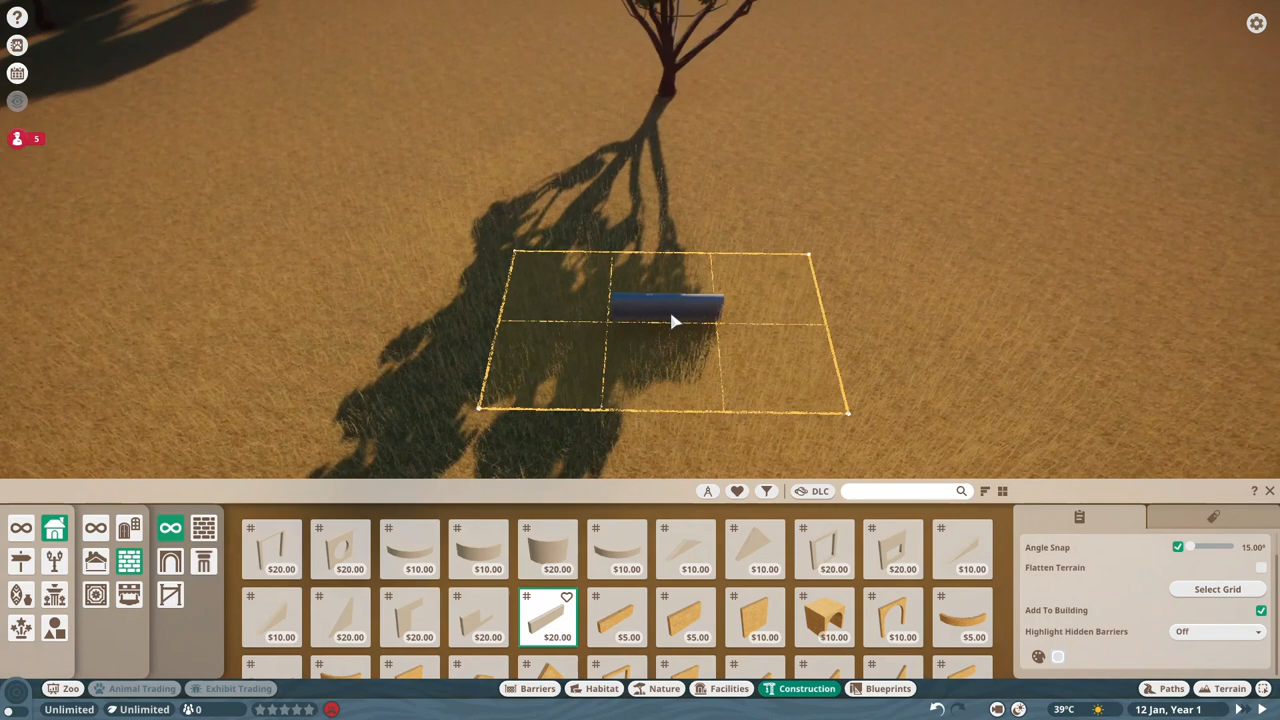 ?
5
DLC
?
$20.00 $20.00 $10.00 $10.00 $20.00 $10.00 $10.00 $10.00 $20.00 $20.00 $10.00
$10.00 $20.00 $20.00 $20.00 $20.00 $5.00 $5.00 $10.00 $10.00 $10.00 $5.00
Angle Snap 15.00°
Flatten Terrain
Select Grid
Add To Building
Highlight Hidden Barriers Off
Zoo Animal Trading Exhibit Trading Barriers Habitat Nature Facilities Construction Blueprints Paths Terrain
Unlimited Unlimited 0 39°C 12 Jan, Year 1